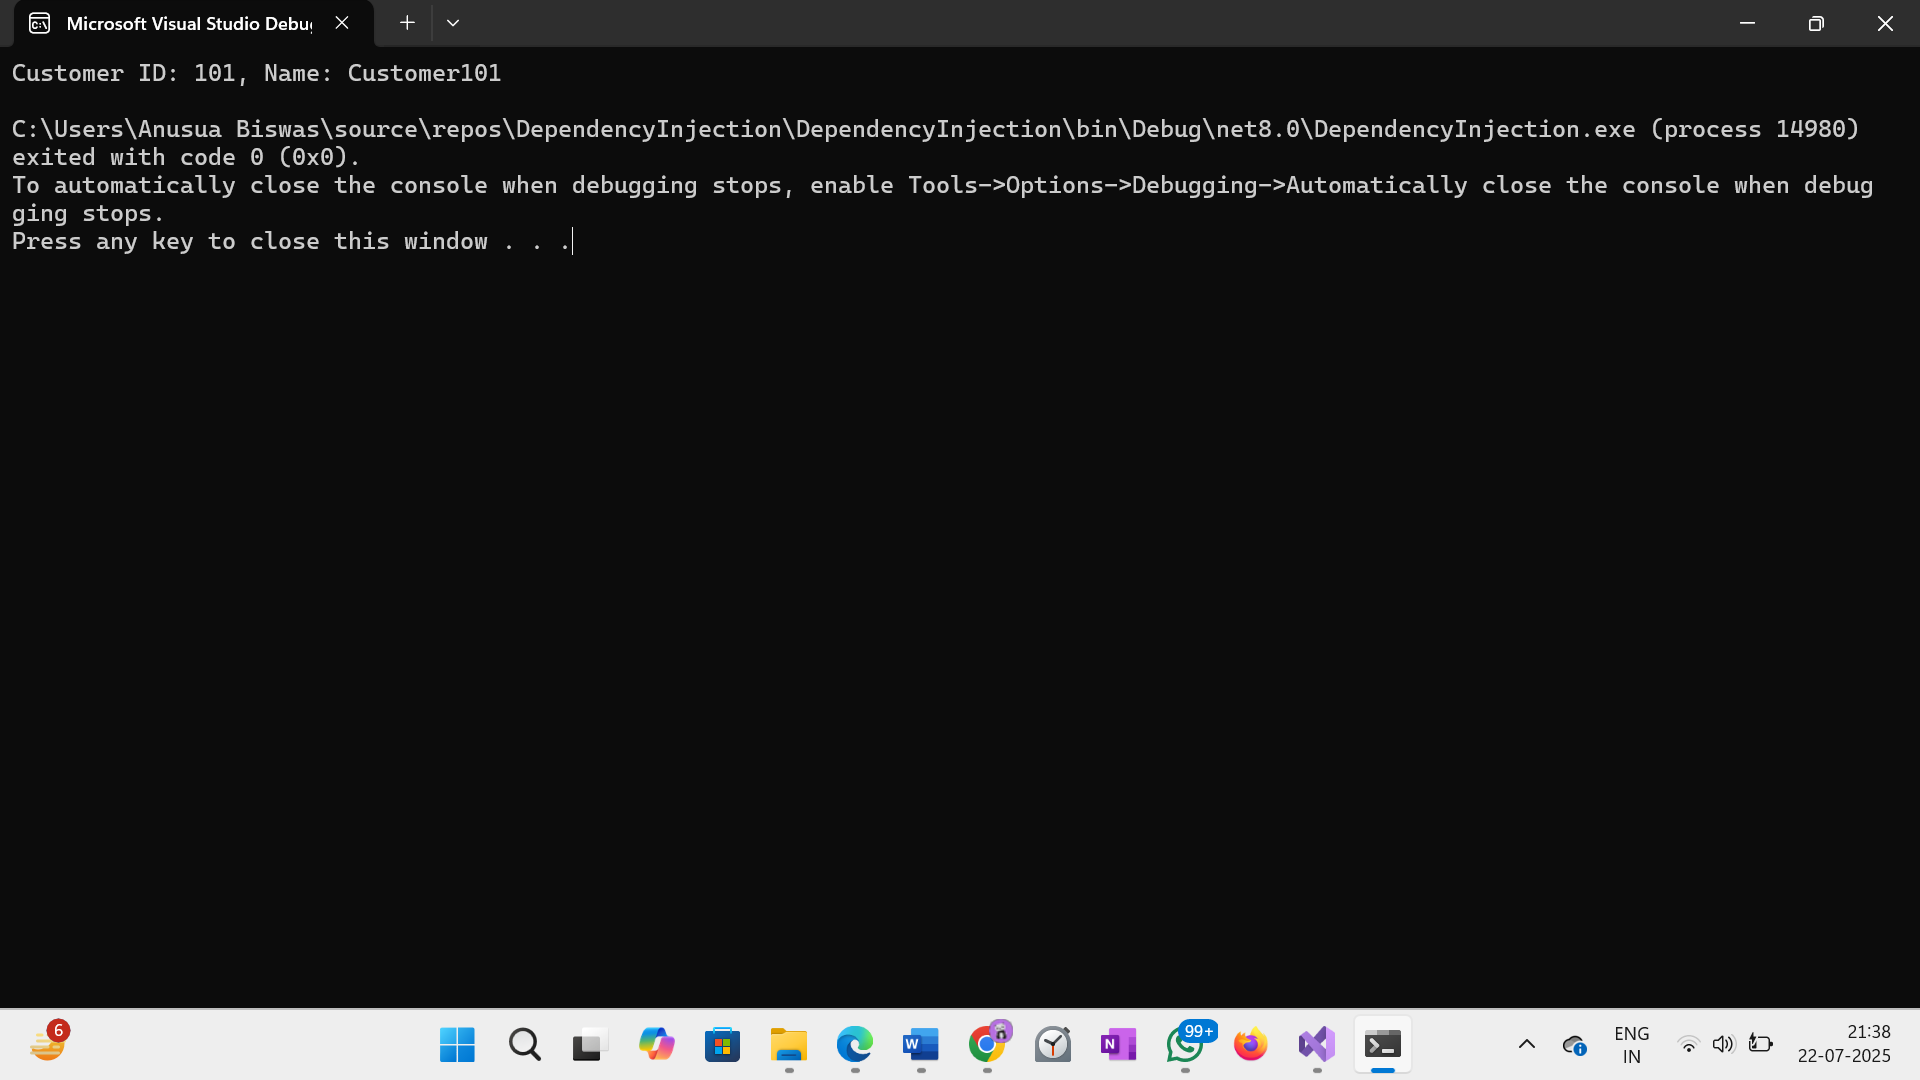 Microsoft Visual Studio Debu
Customer ID: 101, Name: Customer101
C:\Users\Anusua Biswas\source\repos\DependencyInjection\DependencyInjection\bin\Debug\net8.0\DependencyInjection.exe (process 14980)
exited with code 0 (0x0).
To automatically close the console when debugging stops, enable Tools->Options->Debugging->Automatically close the console when debug
ging stops.
Press any key to close this window . . .
6
99+
ENG
IN
21:38
22-07-2025